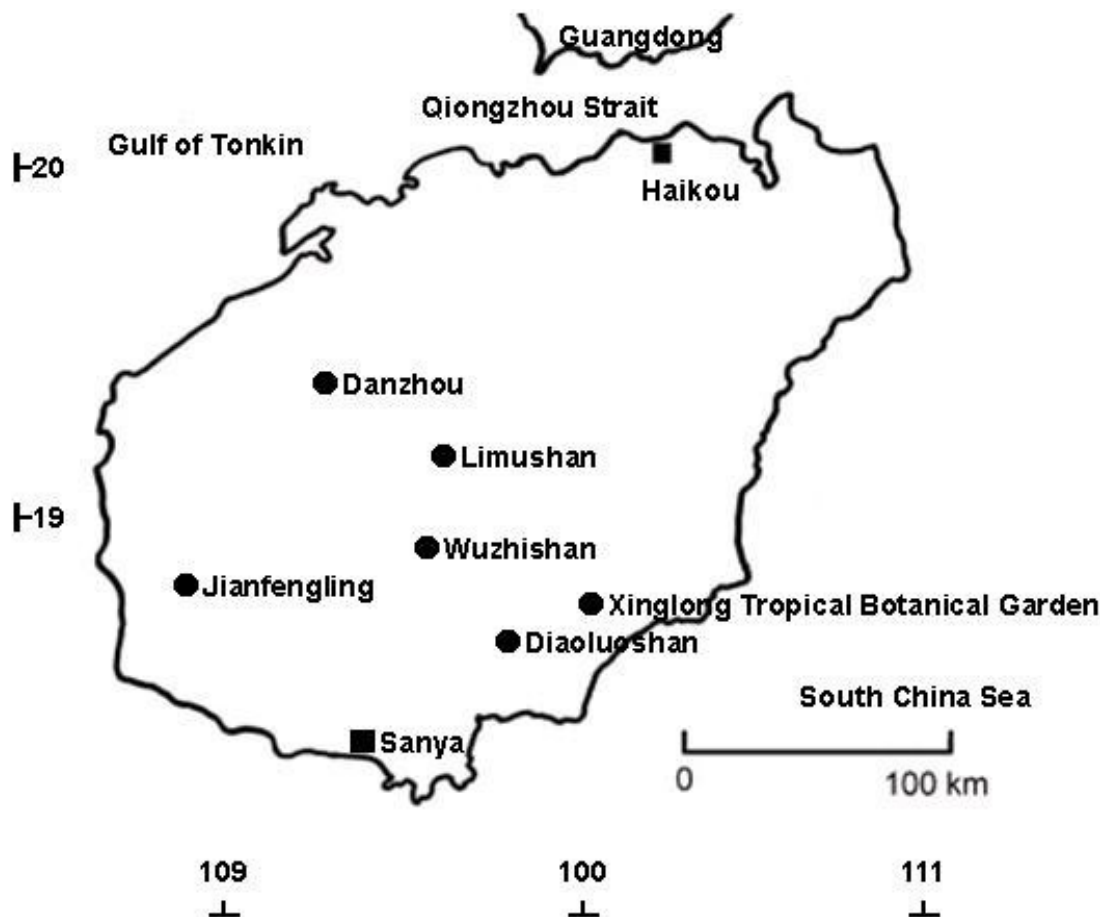 Guangdong
Qiongzhou Strait
Gulf of Tonkin
20
Haikou
Danzhou
Limushan
19
Wuzhishan
Jianfengling
Xinglong Tropical Botanical Garden
Diaoluoshan
South China Sea
Sanya
0 100 km
109 100 111